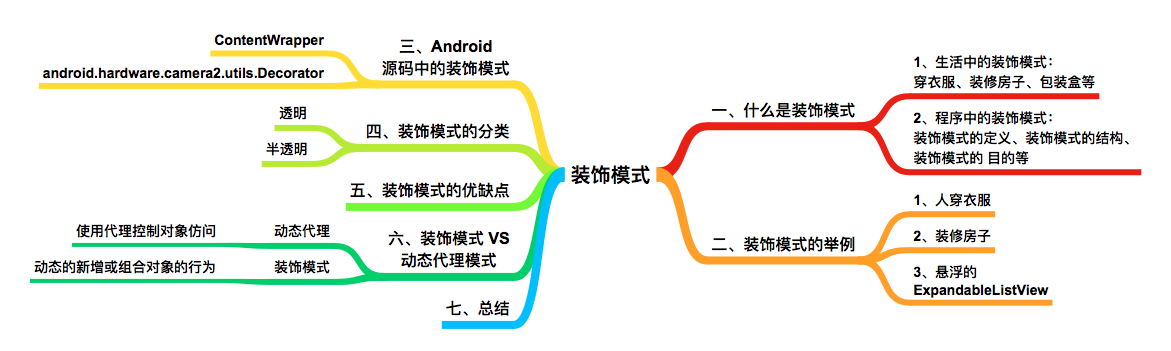 装饰模式
一、什么是装饰模式
1、生活中的装饰模式：
穿衣服、装修房子、包装盒等
2、程序中的装饰模式：
装饰模式的定义、装饰模式的结构、
装饰模式的 目的等
二、装饰模式的举例
1、人穿衣服
2、装修房子
3、悬浮的
ExpandableListView
三、Android
源码中的装饰模式
ContentWrapper
android.hardware.camera2.utils.Decorator
四、装饰模式的分类
透明
半透明
五、装饰模式的优缺点
六、装饰模式 VS
动态代理模式
动态代理
使用代理控制对象仿问
装饰模式
动态的新增或组合对象的行为
七、总结